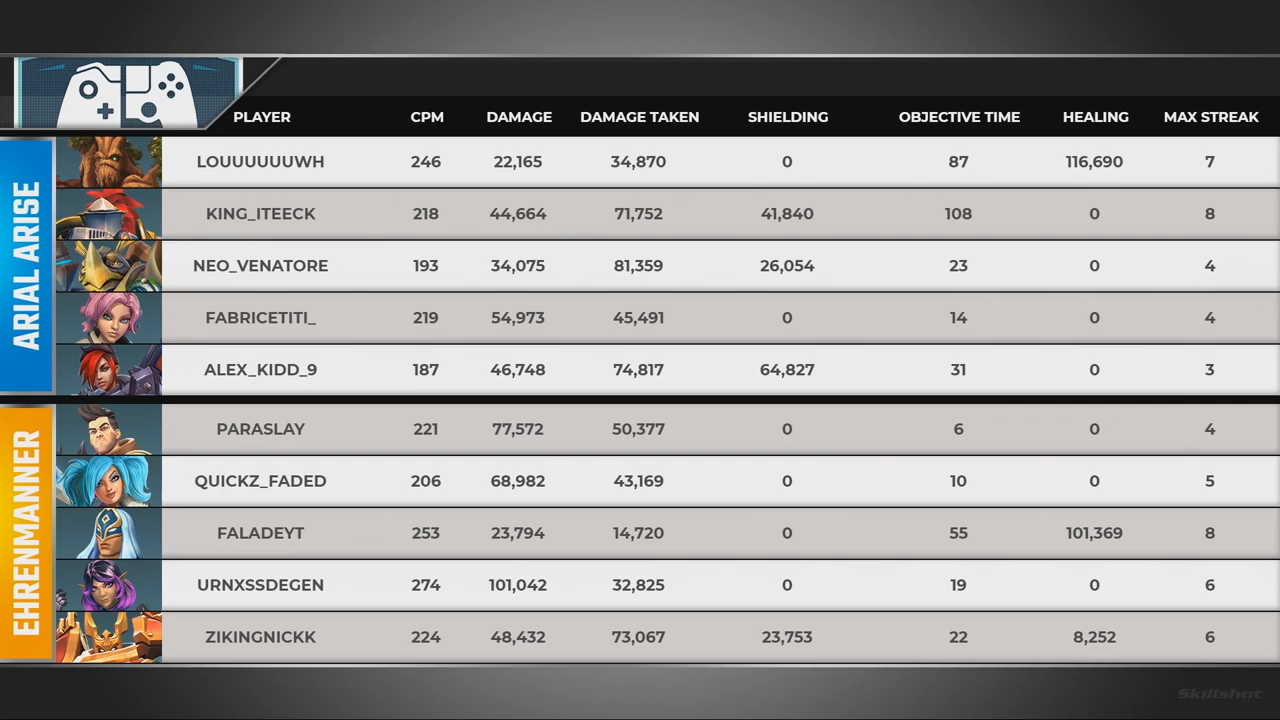 PLAYER CPM DAMAGE DAMAGE TAKEN SHIELDING OBJECTIVE TIME HEALING MAX STREAK
ARIAL ARISE
LOUUUUUUWH 246 22,165 34,870 0 87 116,690 7
KING_ITEECK 218 44,664 71,752 41,840 108 0 8
NEO_VENATORE 193 34,075 81,359 26,054 23 0 4
FABRICETITI_ 219 54,973 45,491 0 14 0 4
ALEX_KIDD_9 187 46,748 74,817 64,827 31 0 3
EHRENMANNER
PARASLAY 221 77,572 50,377 0 6 0 4
QUICKZ_FADED 206 68,982 43,169 0 10 0 5
FALADEYT 253 23,794 14,720 0 55 101,369 8
URNXSSDEGEN 274 101,042 32,825 0 19 0 6
ZIKINGNICKK 224 48,432 73,067 23,753 22 8,252 6
Skillshot